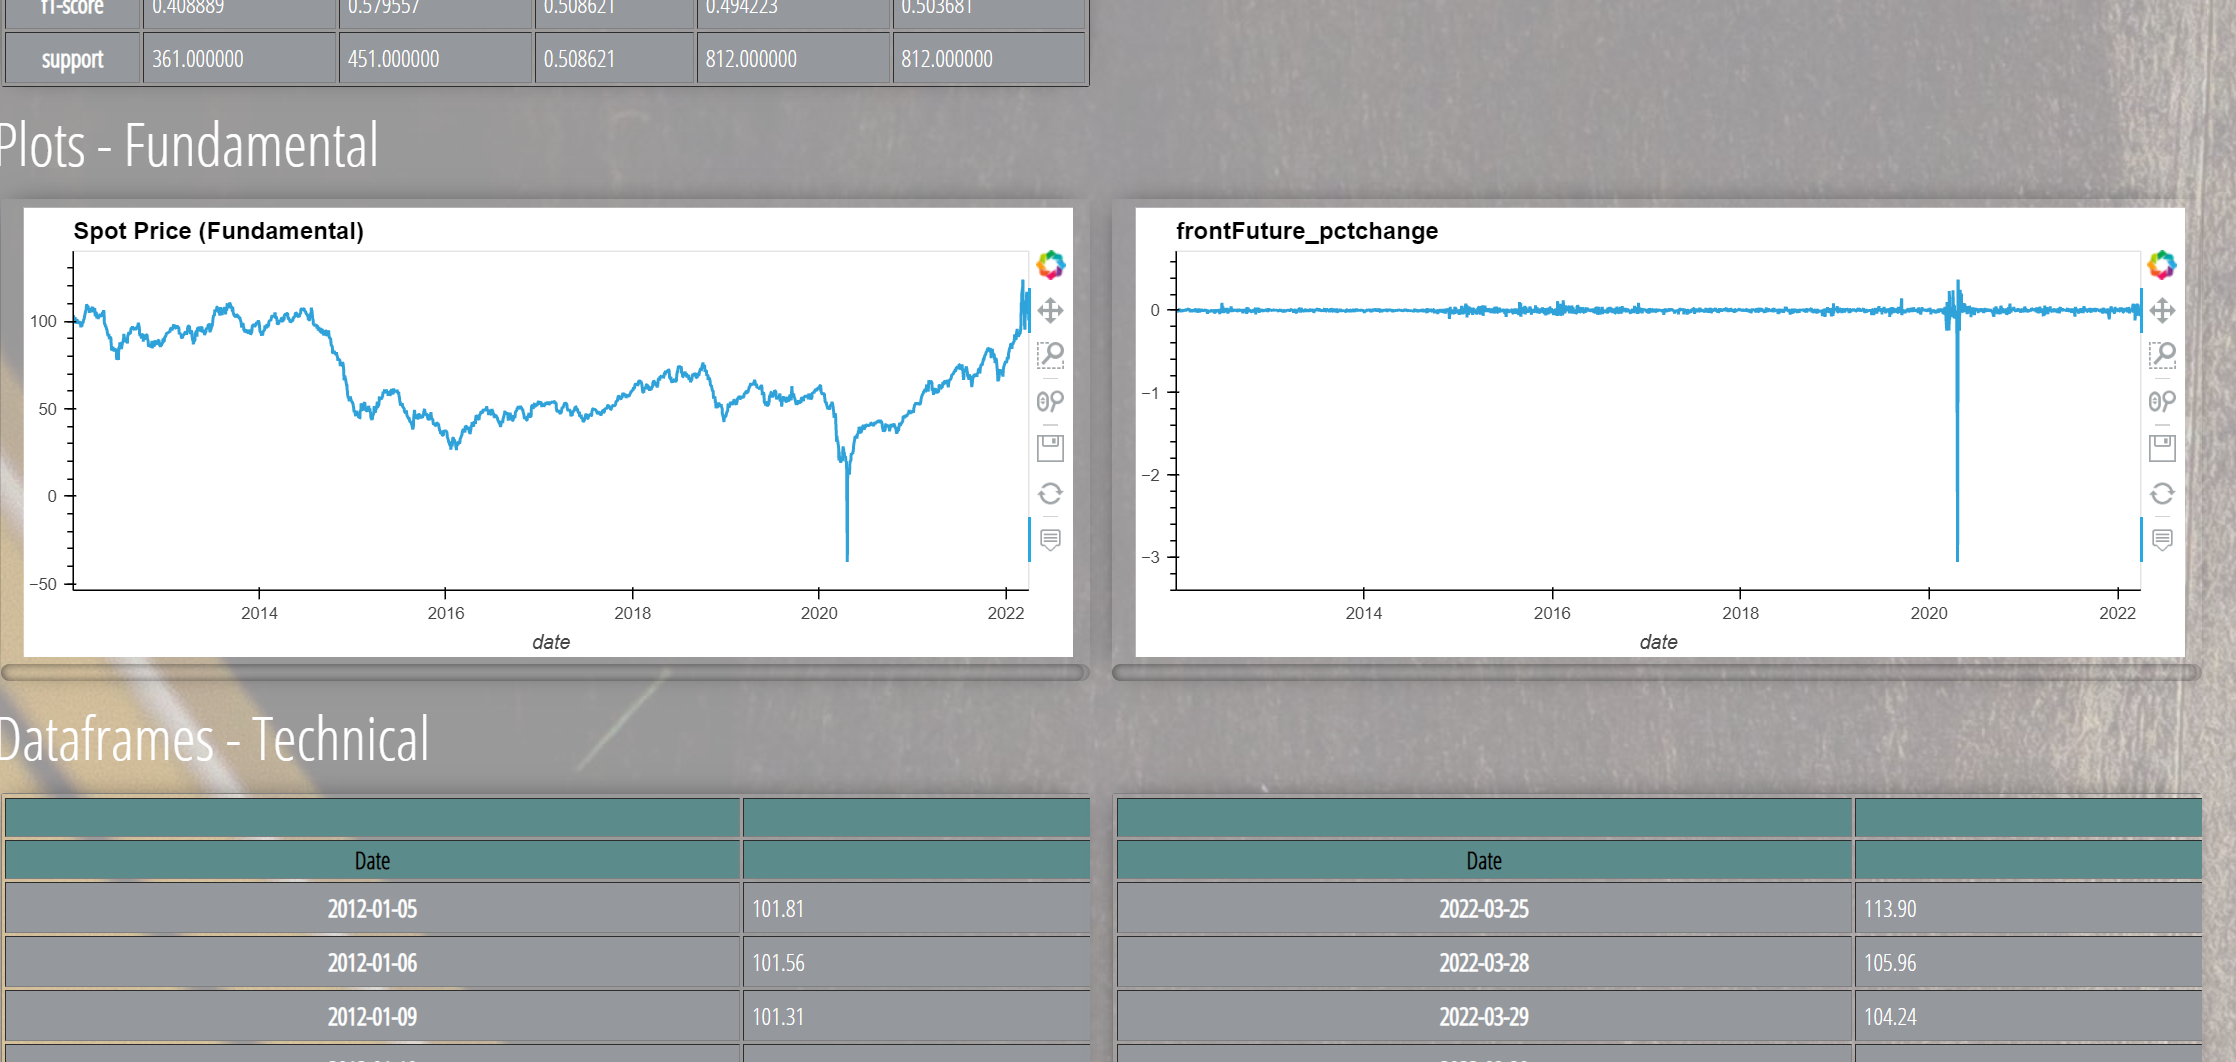 f1-score 0.408889 0.579557 0.508621 0.494223 0.503681
support 361.000000 451.000000 0.508621 812.000000 812.000000
Plots - Fundamental
Spot Price (Fundamental)
100
50
0
−50
2014 2016 2018 2020 2022
date
frontFuture_pctchange
0
−1
−2
−3
2014 2016 2018 2020 2022
date
Dataframes - Technical
Date
2012-01-05 101.81
2012-01-06 101.56
2012-01-09 101.31
Date
2022-03-25 113.90
2022-03-28 105.96
2022-03-29 104.24